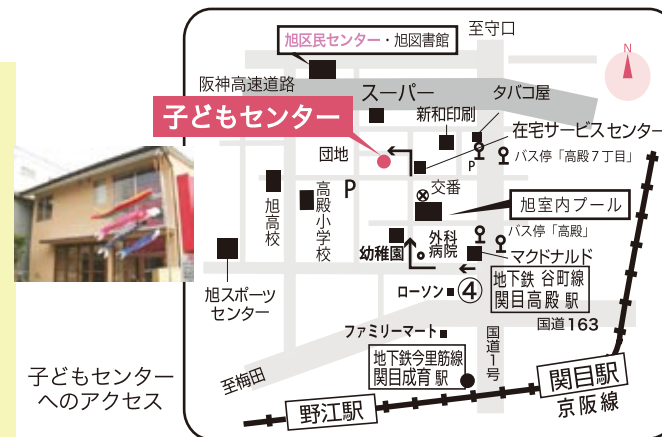 至守口
旭区民センター・旭図書館
N
阪神高速道路
スーパー
タバコ屋
子どもセンター
新和印刷
在宅サービスセンター
団地
P
バス停「高殿7丁目」
P
交番
旭高校
高殿小学校
旭室内プール
外科
病院
バス停「高殿」
幼稚園
マクドナルド
旭スポーツ
センター
ローソン
④
地下鉄 谷町線
関目高殿 駅
国道163
ファミリーマート
国道1号
地下鉄今里筋線
関目成育 駅
至梅田
関目駅
京阪線
野江駅
子どもセンター
へのアクセス